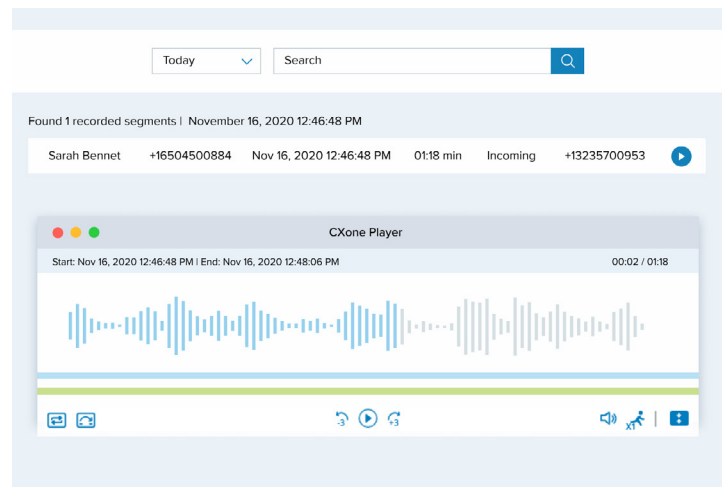 Today
Search
Found 1 recorded segments | November 16, 2020 12:46:48 PM
Sarah Bennet +16504500884 Nov 16, 2020 12:46:48 PM 01:18 min Incoming +13235700953
CXone Player
Start: Nov 16, 2020 12:46:48 PM | End: Nov 16, 2020 12:48:06 PM 00:02 / 01:18
-3 +3 X1